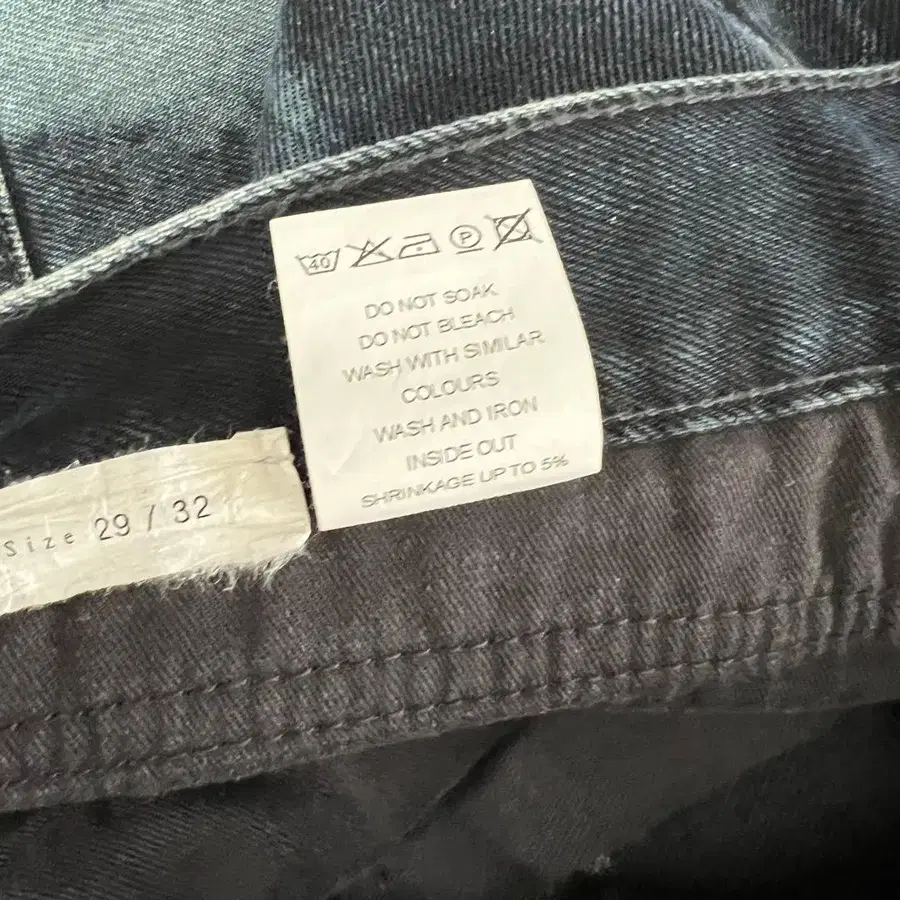 40 P
DO NOT SOAK
DO NOT BLEACH
WASH WITH SIMILAR
COLOURS
WASH AND IRON
INSIDE OUT
SHRINKAGE UP TO 5%
Size 29 / 32